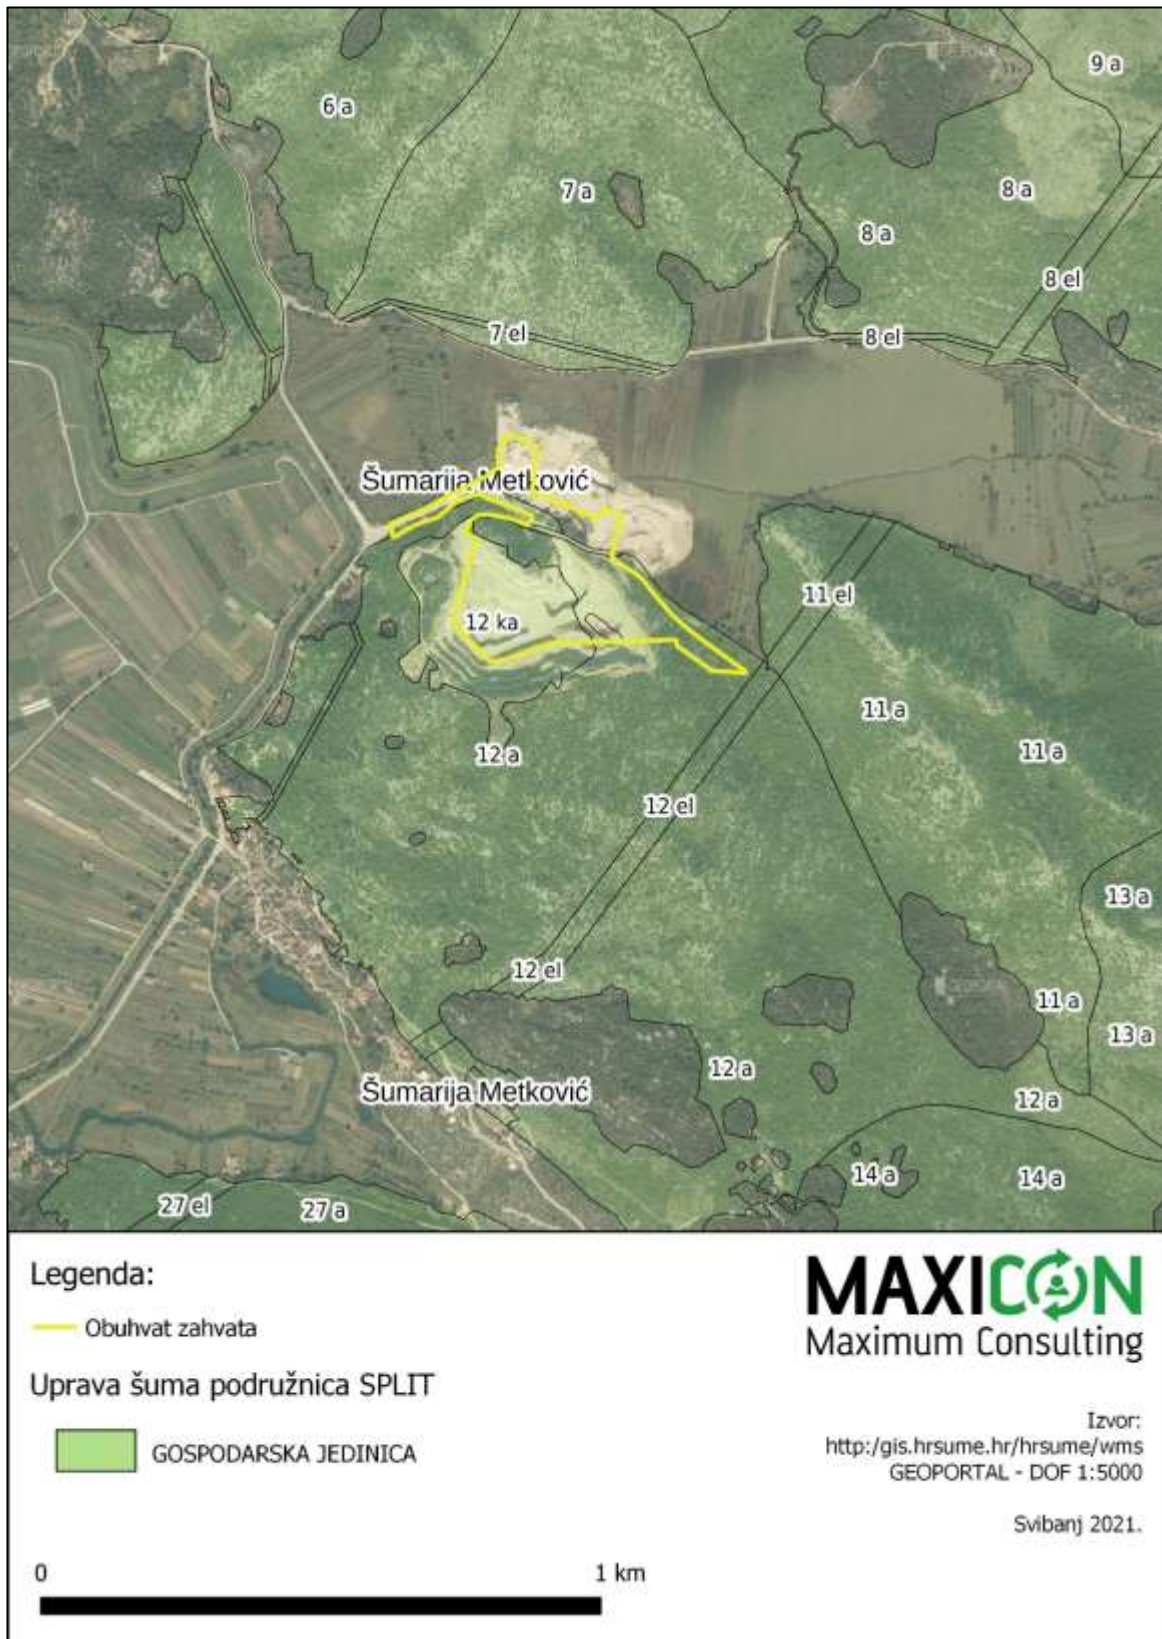 9 a
6 a
7 a
8 a
8 a
8 el
7 el
8 el
Šumarija Metković
11 el
12 ka
11 a
11 a
12 a
12 el
13 a
12 el
11 a
13 a
12 a
Šumarija Metković
12 a
14 a
14 a
27 el
27 a
Legenda:
Obuhvat zahvata
Uprava šuma podružnica SPLIT
GOSPODARSKA JEDINICA
MAXICON
Maximum Consulting
Izvor:
http:/gis.hrsume.hr/hrsume/wms
GEOPORTAL - DOF 1:5000
Svibanj 2021.
0 1 km